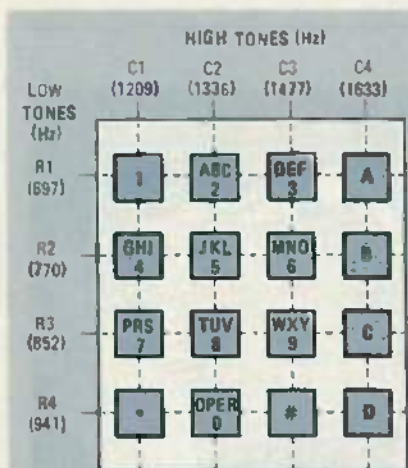 HIGH TONES (Hz)
C1 C2 C3 C4
LOW (1209) (1336) (1477) (1633)
TONES
(Hz)
R1 1 ABC DEF A
(697) 2 3
R2 GHI JKL MNO B
(770) 4 5 6
R3 PRS TUV WXY C
(852) 7 8 9
R4 * OPER # D
(941) 0